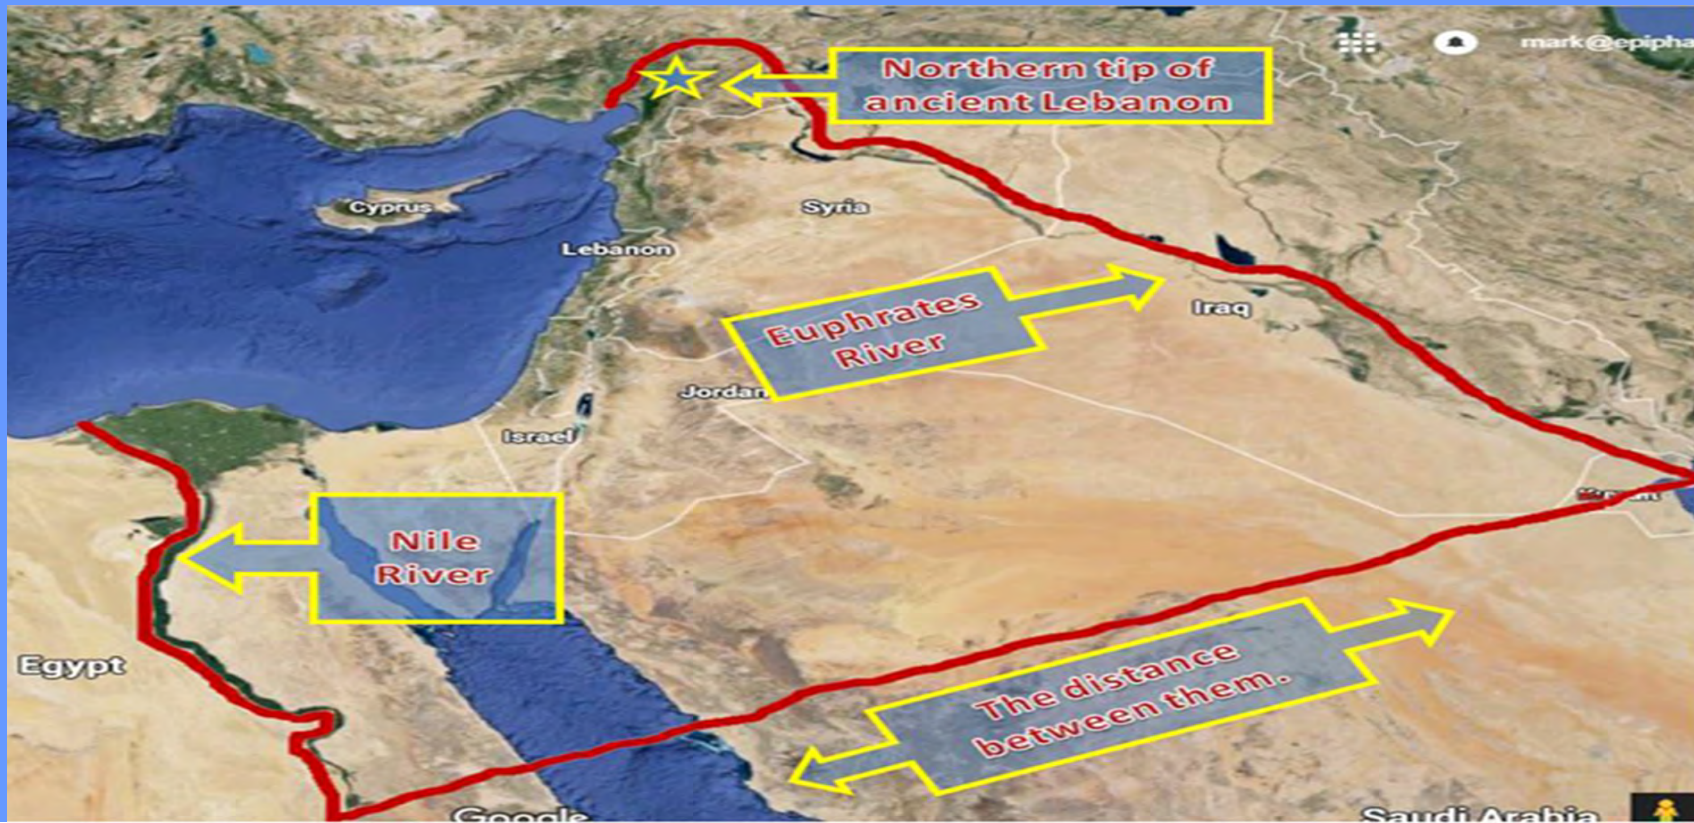 mark@epipha
Northern tip of
ancient Lebanon
Cyprus
Syria
Lebanon
Euphrates
River
Iraq
Jordan
Israel
Nile
River
Egypt
The distance
between them.
Google
Saudi Arabia